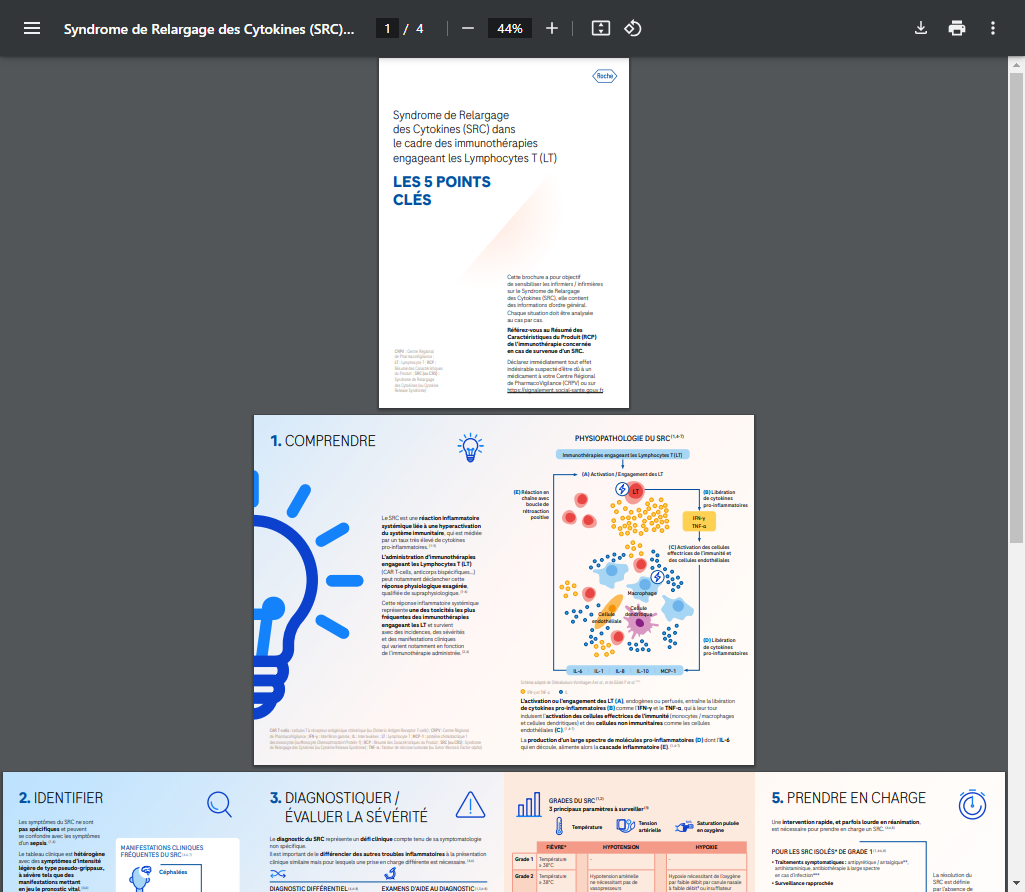 Syndrome de Relargage des Cytokines (SRC)...
1 / 4
44%
Roche
Syndrome de Relargage
des Cytokines (SRC) dans
le cadre des immunothérapies
engageant les Lymphocytes T (LT)
LES 5 POINTS
CLÉS
Cette brochure a pour objectif
de sensibiliser les infirmiers / infirmières
sur le Syndrome de Relargage
des Cytokines (SRC), elle contient
des informations d'ordre général.
Chaque situation doit être analysée
au cas par cas.
Référez-vous au Résumé des
Caractéristiques du Produit (RCP)
de l'immunothérapie concernée
en cas de survenue d'un SRC.
Déclarez immédiatement tout effet
indésirable suspecté d'être dû à un
médicament à votre Centre Régional
de PharmacoVigilance (CRPV) ou sur
https://signalement.social-sante.gouv.fr
CRPV : Centre Régional
de PharmacoVigilance
LT : Lymphocyte T RCP :
Résumé des Caractéristiques
du Produit ; SRC (ou CRS) :
Syndrome de Relargage
des Cytokines (ou Cytokine
Release Syndrome)
1. COMPRENDRE
Le SRC est une réaction inflammatoire
systémique liée à une hyperactivation
du système immunitaire, qui est médiée
par un taux très élevé de cytokines
pro-inflammatoires.
L'administration d'immunothérapies
engageant les Lymphocytes T (LT)
(CAR T-cells, anticorps bispécifiques...)
peut notamment déclencher cette
réponse physiologique exagérée,
qualifiée de supraphysiologique.
Cette réponse inflammatoire systémique
représente une des toxicités les plus
fréquentes des immunothérapies
engageant les LT et survient
avec des incidences, des sévérités
et des manifestations cliniques
qui varient notamment en fonction
de l'immunothérapie administrée.
PHYSIOPATHOLOGIE DU SRC
Immunothérapies engageant les Lymphocytes T (LT)
(A) Activation / Engagement des LT
LT
(E) Réaction en
chaîne avec
boucle de
rétroaction
positive
(B) Libération
de cytokines
pro-inflammatoires
IFN-γ
TNF-α
(C) Activation des cellules
effectrices de l'immunité et
des cellules endothéliales
Macrophage
Cellule
dendritique
Cellule
endothéliale
(D) Libération
de cytokines
pro-inflammatoires
IL-6 IL-1 IL-8 IL-10 MCP-1
L'activation ou l'engagement des LT (A), endogènes ou perfusés, entraîne la libération
de cytokines pro-inflammatoires (B) comme l'IFN-γ et le TNF-α, qui à leur tour
induisent l'activation des cellules effectrices de l'immunité (monocytes / macrophages
et cellules dendritiques) et des cellules non immunitaires comme les cellules
endothéliales (C).
La production d'un large spectre de molécules pro-inflammatoires (D) dont l'IL-6
qui en découle, alimente alors la cascade inflammatoire (E).
2. IDENTIFIER
Les symptômes du SRC ne sont
pas spécifiques et peuvent
se confondre avec les symptômes
d'un sepsis.
Le tableau clinique est hétérogène
avec des symptômes d'intensité
légère de type pseudo-grippaux,
à sévère tels que des
manifestations mettant
en jeu le pronostic vital.
MANIFESTATIONS CLINIQUES
FRÉQUENTES DU SRC
Céphalées
3. DIAGNOSTIQUER /
ÉVALUER LA SÉVÉRITÉ
Le diagnostic du SRC représente un défi clinique compte tenu de sa symptomatologie
non spécifique.
Il est important de le différencier des autres troubles inflammatoires à la présentation
clinique similaire mais pour lesquels une prise en charge différente est nécessaire.
DIAGNOSTIC DIFFÉRENTIEL
EXAMENS D'AIDE AU DIAGNOSTIC
GRADES DU SRC
3 principaux paramètres à surveiller
Température
Tension
artérielle
Saturation pulsée
en oxygène
FIÈVRE* HYPOTENSION HYPOXIE
Grade 1 Température
≥ 38°C - -
Grade 2 Température
≥ 38°C
Hypotension artérielle
ne nécessitant pas de
vasopresseurs
Hypoxie nécessitant de l'oxygène
à faible débit par canule nasale
à faible débit* ou insufflateur
5. PRENDRE EN CHARGE
Une intervention rapide, et parfois lourde en réanimation,
est nécessaire pour prendre en charge un SRC.
POUR LES SRC ISOLÉS* DE GRADE 1
• Traitements symptomatiques : antipyrétique / antalgique**,
antihistaminique, antibiothérapie à large spectre
en cas d'infection***
• Surveillance rapprochée
La résolution du
SRC est définie
par l'absence de